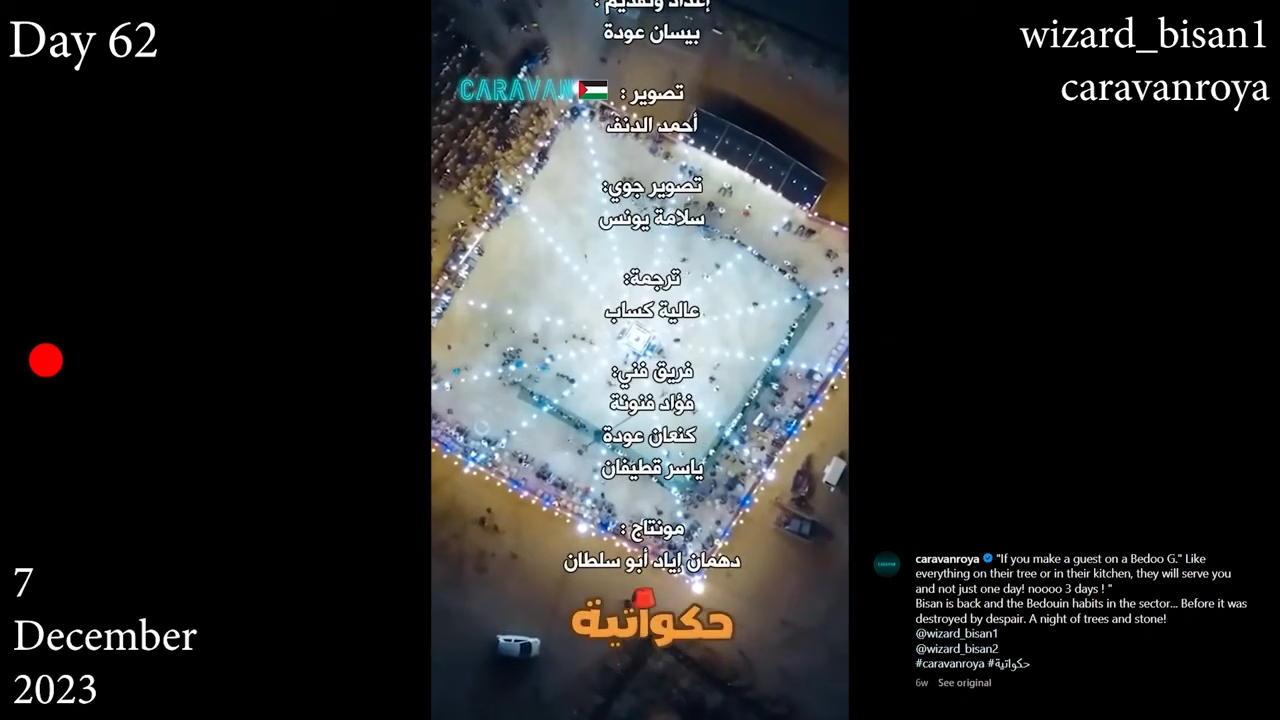 Day 62
wizard_bisan1
caravanroya
إعداد وتقديم :
بيسان عودة
CARAVAN
تصوير :
أحمد الدنف
تصوير جوي:
سلامة يونس
ترجمة:
عالية كساب
فريق فني:
فؤاد فنونة
كنعان عودة
ياسر قطيفان
مونتاج :
دهمان إياد أبو سلطان
حكواتية
7
December
2023
caravanroya "If you make a guest on a Bedoo G." Like
everything on their tree or in their kitchen, they will serve you
and not just one day! noooo 3 days ! "
Bisan is back and the Bedouin habits in the sector... Before it was
destroyed by despair. A night of trees and stone!
@wizard_bisan1
@wizard_bisan2
#caravanroya #حكواتية
6w See original